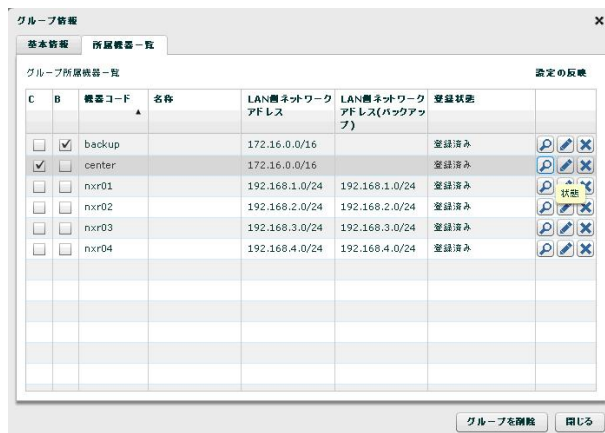 グループ情報
×
基本情報 所属機器一覧
グループ所属機器一覧 設定の反映
C B 機器コード ▲ 名称 LAN側ネットワークアドレス LAN側ネットワークアドレス(バックアップ) 登録状態
backup 172.16.0.0/16 登録済み
center 172.16.0.0/16 登録済み
nxr01 192.168.1.0/24 192.168.1.0/24 登録済み
状態
nxr02 192.168.2.0/24 192.168.2.0/24 登録済み
nxr03 192.168.3.0/24 192.168.3.0/24 登録済み
nxr04 192.168.4.0/24 192.168.4.0/24 登録済み
グループを削除 閉じる